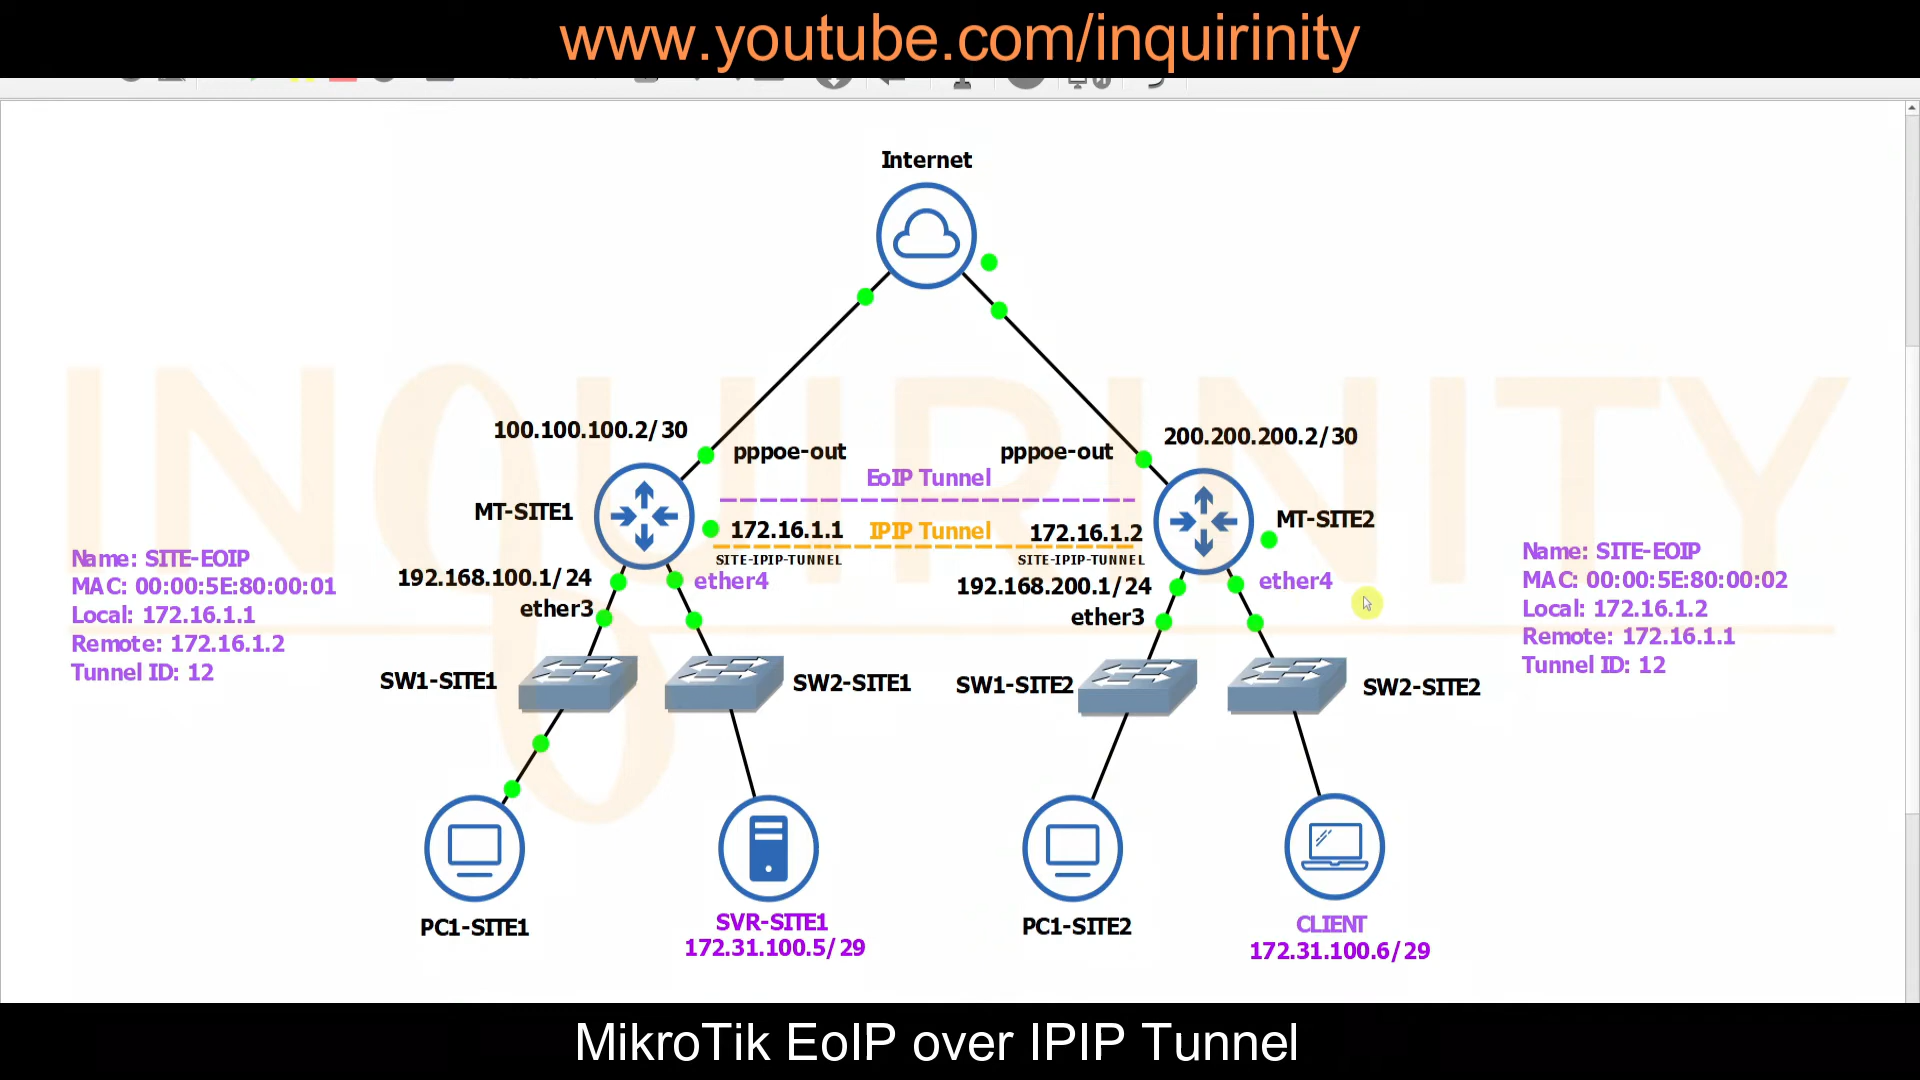 www.youtube.com/inquirinity
Internet
100.100.100.2/30
200.200.200.2/30
pppoe-out
pppoe-out
EoIP Tunnel
MT-SITE1
MT-SITE2
172.16.1.1
IPIP Tunnel
172.16.1.2
SITE-IPIP-TUNNEL
SITE-IPIP-TUNNEL
Name: SITE-EOIP
MAC: 00:00:5E:80:00:01
Local: 172.16.1.1
Remote: 172.16.1.2
Tunnel ID: 12
192.168.100.1/24
ether3
ether4
192.168.200.1/24
ether3
ether4
Name: SITE-EOIP
MAC: 00:00:5E:80:00:02
Local: 172.16.1.2
Remote: 172.16.1.1
Tunnel ID: 12
INQUIRINITY
SW1-SITE1
SW2-SITE1
SW1-SITE2
SW2-SITE2
PC1-SITE1
SVR-SITE1
172.31.100.5/29
PC1-SITE2
CLIENT
172.31.100.6/29
MikroTik EoIP over IPIP Tunnel